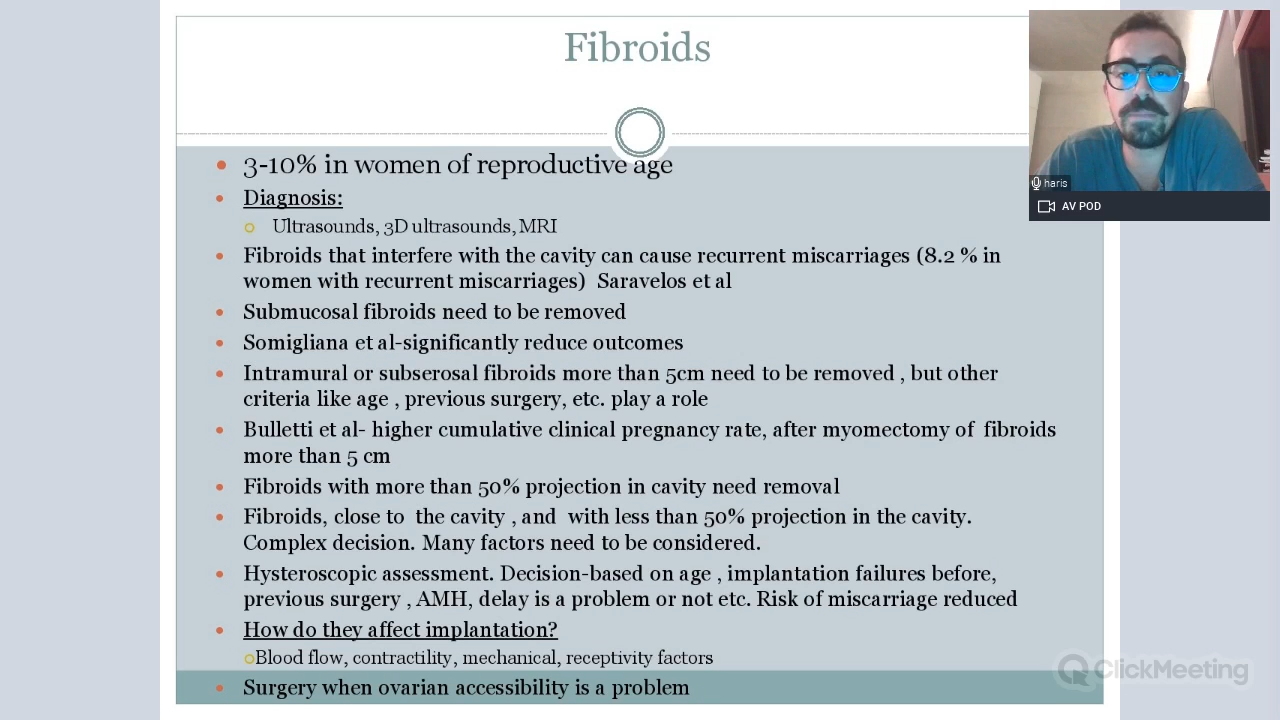 Fibroids
3-10% in women of reproductive age
Diagnosis:
Ultrasounds, 3D ultrasounds, MRI
Fibroids that interfere with the cavity can cause recurrent miscarriages (8.2 % in
women with recurrent miscarriages) Saravelos et al
Submucosal fibroids need to be removed
Somigliana et al-significantly reduce outcomes
Intramural or subserosal fibroids more than 5cm need to be removed , but other
criteria like age , previous surgery, etc. play a role
Bulletti et al- higher cumulative clinical pregnancy rate, after myomectomy of fibroids
more than 5 cm
Fibroids with more than 50% projection in cavity need removal
Fibroids, close to the cavity , and with less than 50% projection in the cavity.
Complex decision. Many factors need to be considered.
Hysteroscopic assessment. Decision-based on age , implantation failures before,
previous surgery , AMH, delay is a problem or not etc. Risk of miscarriage reduced
How do they affect implantation?
Blood flow, contractility, mechanical, receptivity factors
Surgery when ovarian accessibility is a problem
haris
AV POD
ClickMeeting